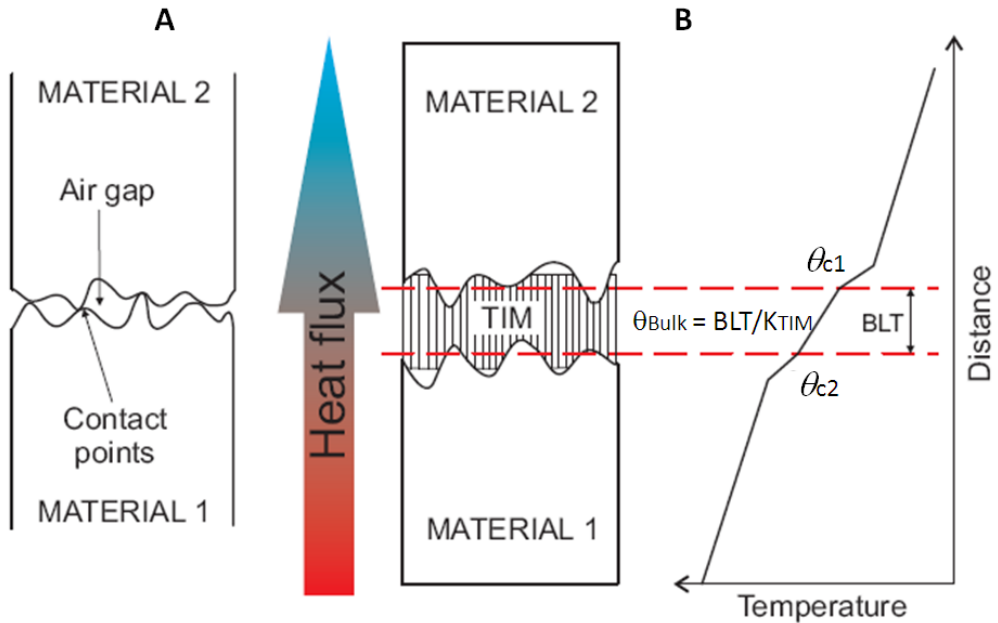 A
MATERIAL 2
Air gap
Contact
points
MATERIAL 1
Heat flux
B
MATERIAL 2
TIM
MATERIAL 1
θc1
θBulk = BLT/KTIM
BLT
θc2
Distance
Temperature